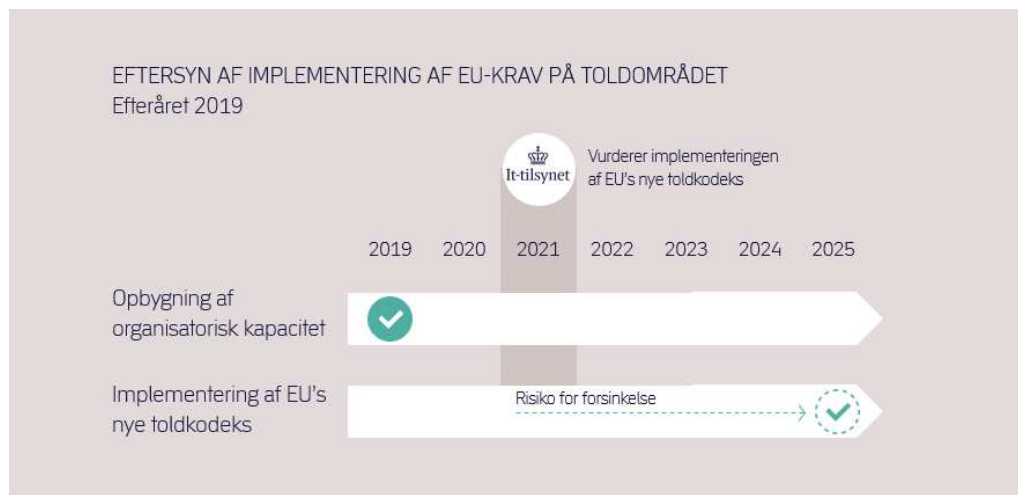 EFTERSYN AF IMPLEMENTERING AF EU-KRAV PÅ TOLDOMRÅDET
Efteråret 2019
It-tilsynet
Vurderer implementeringen
af EU's nye toldkodeks
2019 2020 2021 2022 2023 2024 2025
Opbygning af
organisatorisk kapacitet
Implementering af EU's
nye toldkodeks
Risiko for forsinkelse